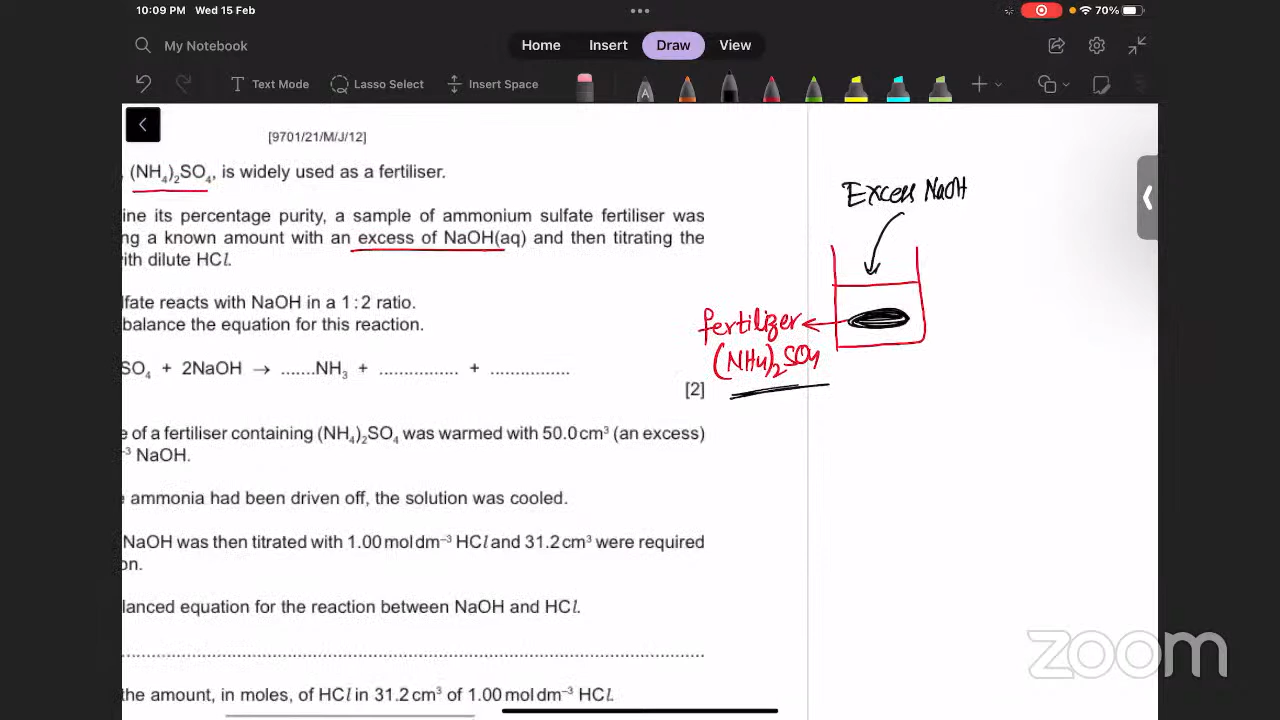 10:09 PM Wed 15 Feb
70%
My Notebook
Home Insert Draw View
Text Mode Lasso Select Insert Space
[9701/21/M/J/12]
, (NH₄)₂SO₄, is widely used as a fertiliser.
ine its percentage purity, a sample of ammonium sulfate fertiliser was
ng a known amount with an excess of NaOH(aq) and then titrating the
with dilute HCl.
lfate reacts with NaOH in a 1:2 ratio.
balance the equation for this reaction.
SO₄ + 2NaOH → .......NH₃ + ................ + ................
[2]
e of a fertiliser containing (NH₄)₂SO₄ was warmed with 50.0 cm³ (an excess)
⁻³ NaOH.
e ammonia had been driven off, the solution was cooled.
NaOH was then titrated with 1.00 mol dm⁻³ HCl and 31.2 cm³ were required
on.
lanced equation for the reaction between NaOH and HCl.
the amount, in moles, of HCl in 31.2 cm³ of 1.00 mol dm⁻³ HCl.
Excess NaOH
fertilizer
(NH4)2SO4
zoom